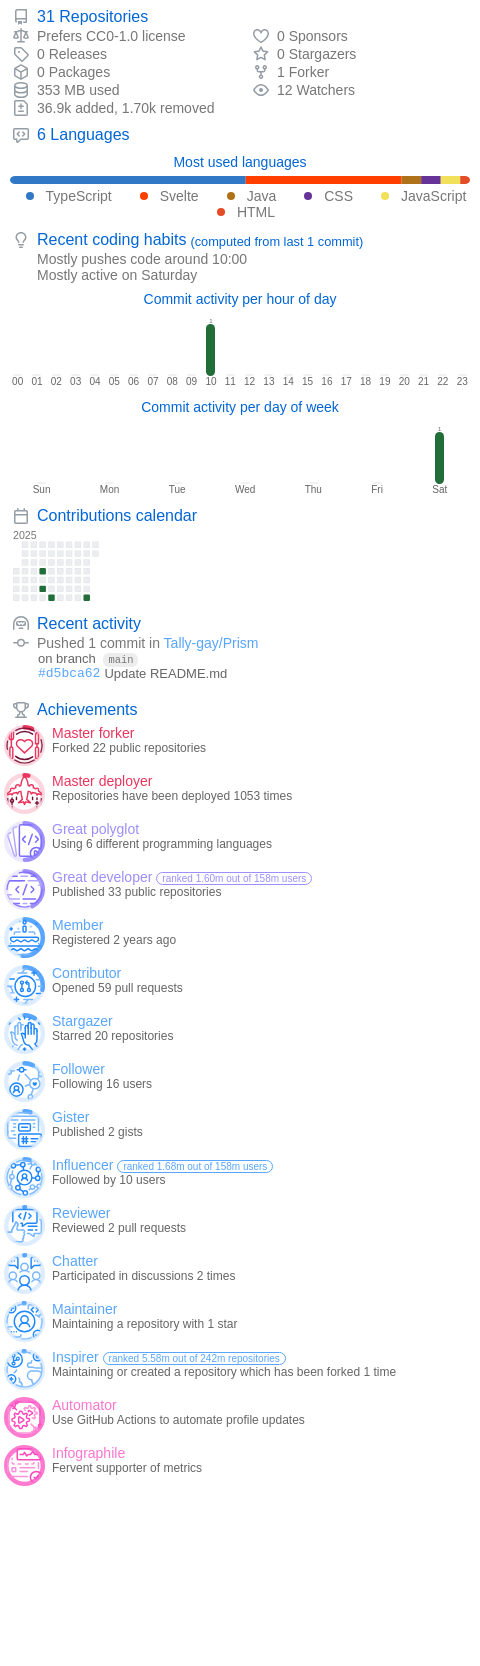 31 Repositories
Prefers CC0-1.0 license
0 Sponsors
0 Releases
0 Stargazers
0 Packages
1 Forker
353 MB used
12 Watchers
36.9k added, 1.70k removed
6 Languages
Most used languages
TypeScript Svelte Java CSS JavaScript
HTML
Recent coding habits (computed from last 1 commit)
Mostly pushes code around 10:00
Mostly active on Saturday
Commit activity per hour of day
1
00 01 02 03 04 05 06 07 08 09 10 11 12 13 14 15 16 17 18 19 20 21 22 23
Commit activity per day of week
1
Sun Mon Tue Wed Thu Fri Sat
Contributions calendar
2025
Recent activity
Pushed 1 commit in Tally-gay/Prism
on branch main
#d5bca62 Update README.md
Achievements
Master forker
Forked 22 public repositories
Master deployer
Repositories have been deployed 1053 times
Great polyglot
Using 6 different programming languages
Great developer ranked 1.60m out of 158m users
Published 33 public repositories
Member
Registered 2 years ago
Contributor
Opened 59 pull requests
Stargazer
Starred 20 repositories
Follower
Following 16 users
Gister
Published 2 gists
Influencer ranked 1.68m out of 158m users
Followed by 10 users
Reviewer
Reviewed 2 pull requests
Chatter
Participated in discussions 2 times
Maintainer
Maintaining a repository with 1 star
Inspirer ranked 5.58m out of 242m repositories
Maintaining or created a repository which has been forked 1 time
Automator
Use GitHub Actions to automate profile updates
Infographile
Fervent supporter of metrics